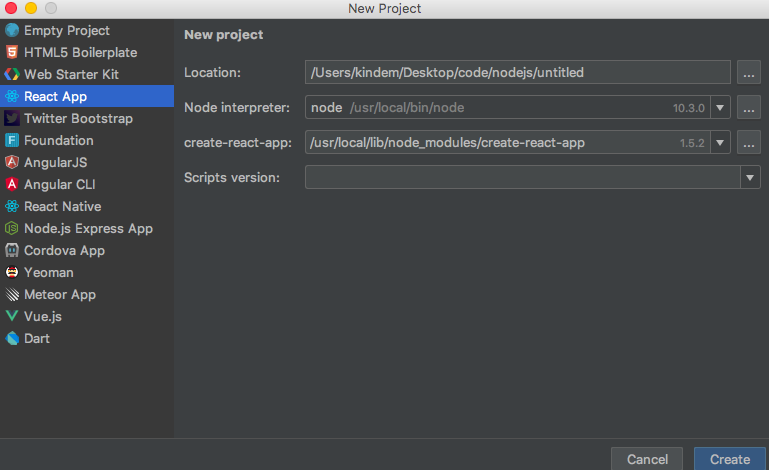 New Project
Empty Project
HTML5 Boilerplate
Web Starter Kit
React App
Twitter Bootstrap
Foundation
AngularJS
Angular CLI
React Native
Node.js Express App
Cordova App
Yeoman
Meteor App
Vue.js
Dart
New project
Location: /Users/kindem/Desktop/code/nodejs/untitled ...
Node interpreter: node /usr/local/bin/node 10.3.0 ...
create-react-app: /usr/local/lib/node_modules/create-react-app 1.5.2 ...
Scripts version:
Cancel Create